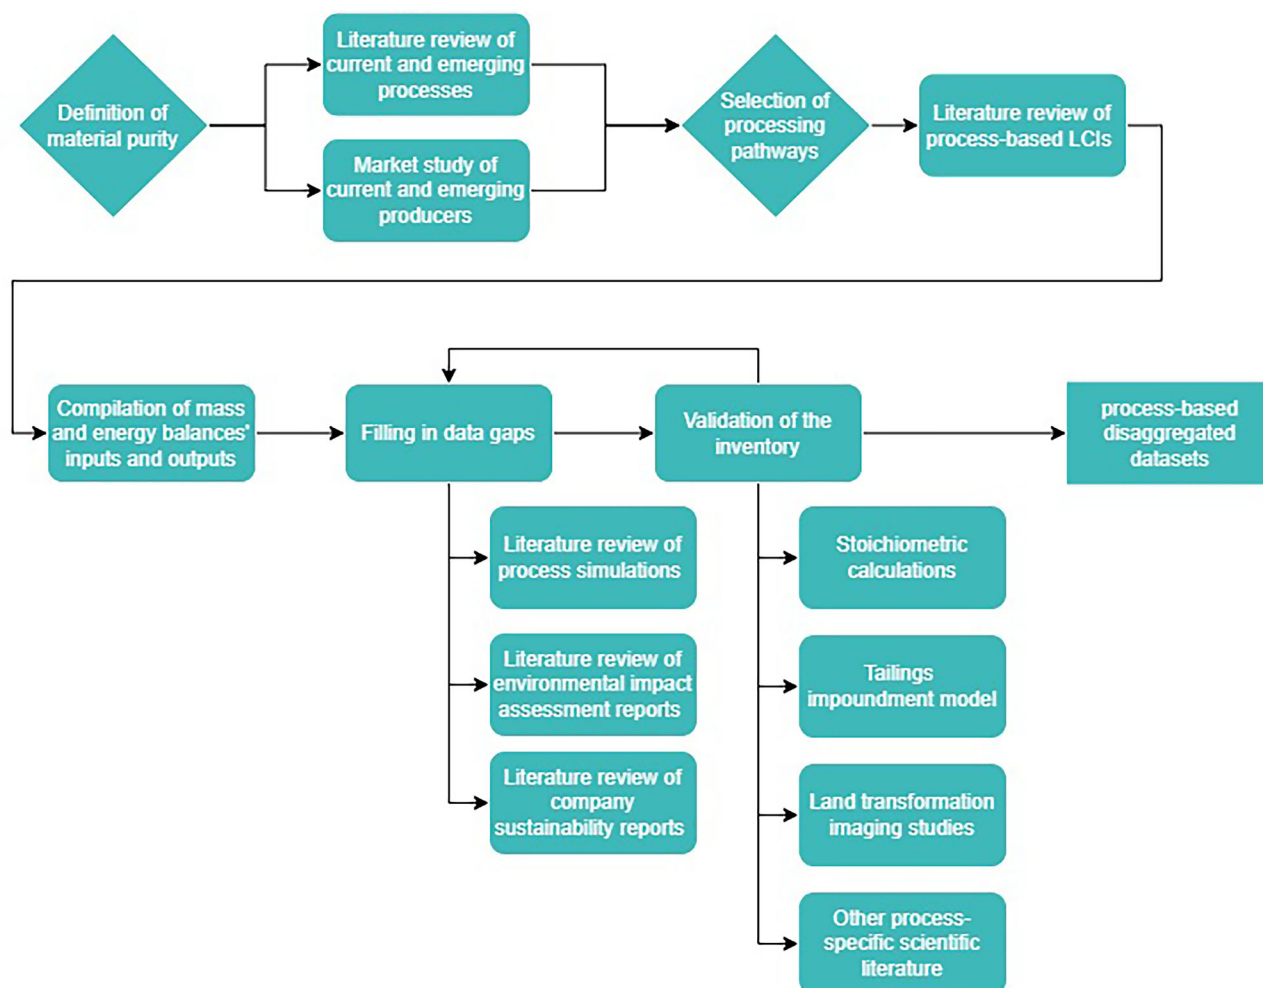 Definition of
material purity
Literature review of
current and emerging
processes
Market study of
current and emerging
producers
Selection of
processing
pathways
Literature review of
process-based LCIs
Compilation of mass
and energy balances'
inputs and outputs
Filling in data gaps
Validation of the
inventory
process-based
disaggregated
datasets
Literature review of
process simulations
Literature review of
environmental impact
assessment reports
Literature review of
company
sustainability reports
Stoichiometric
calculations
Tailings
impoundment model
Land transformation
imaging studies
Other process-
specific scientific
literature